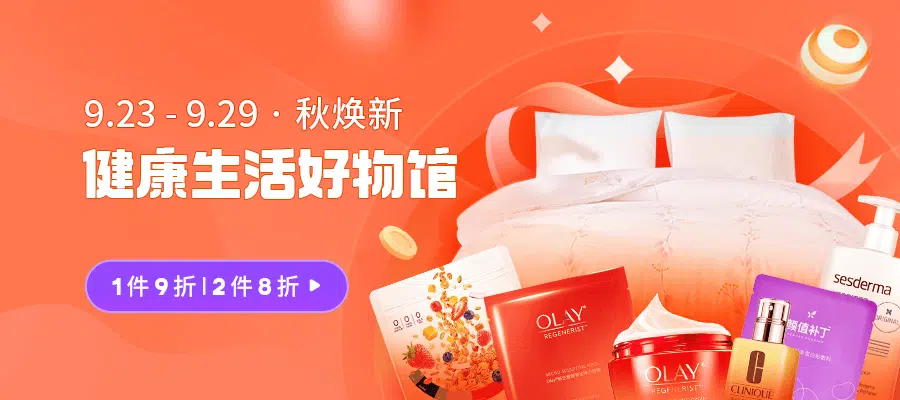 9.23 - 9.29 · 秋焕新
健康生活好物馆
1件9折|2件8折
sesderma
颜值补丁
OLAY
REGENERIST
OLAY
REGENERIST
CLINIQUE